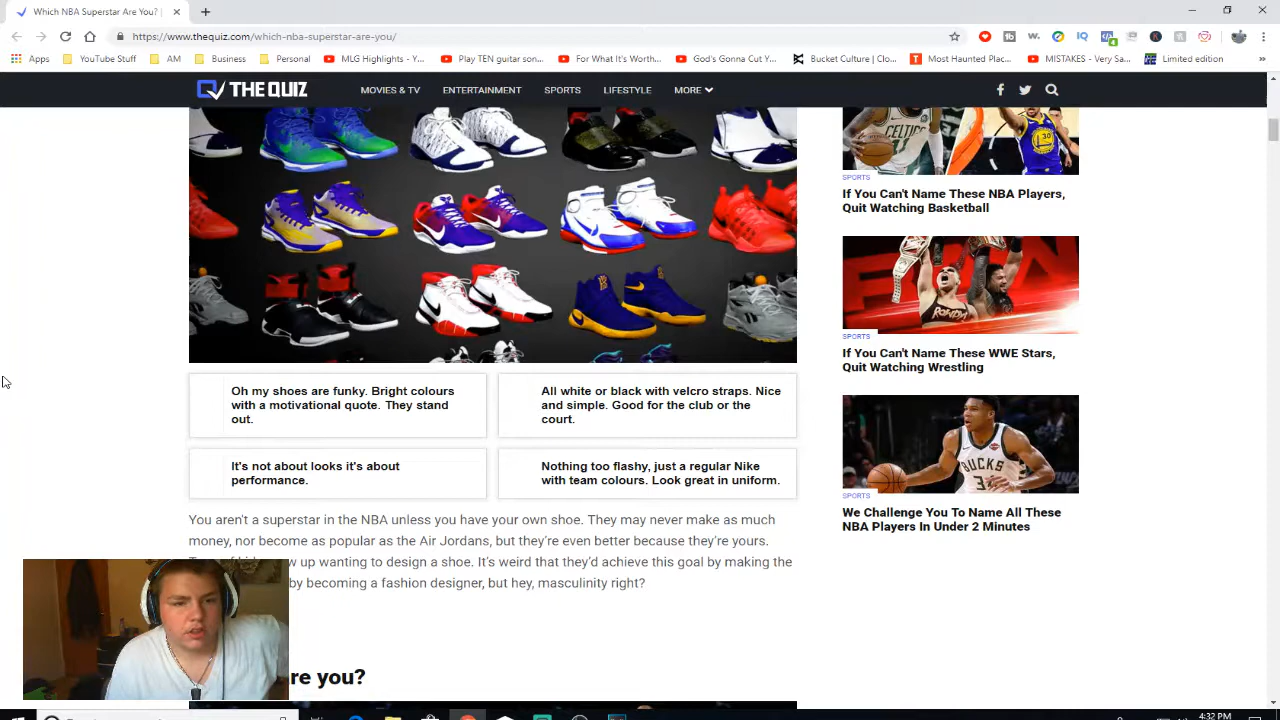 Which NBA Superstar Are You? |
https://www.thequiz.com/which-nba-superstar-are-you/
Apps
YouTube Stuff
AM
Business
Personal
Mitch Highlights - Y...
Play TEN guitar son...
For What It's Worth...
God's Gonna Cut Y...
Bucket Culture | Clo...
Most Haunted Plac...
MISTAKES - Very Sa...
Limited edition
»
THE QUIZ
MOVIES & TV
ENTERTAINMENT
SPORTS
LIFESTYLE
MORE
Oh my shoes are funky. Bright colours
with a motivational quote. They stand
out.
All white or black with velcro straps. Nice
and simple. Good for the club or the
court.
It's not about looks it's about
performance.
Nothing too flashy, just a regular Nike
with team colours. Look great in uniform.
You aren't a superstar in the NBA unless you have your own shoe. They may never make as much
money, nor become as popular as the Air Jordans, but they're even better because they're yours.
w up wanting to design a shoe. It's weird that they'd achieve this goal by making the
by becoming a fashion designer, but hey, masculinity right?
re you?
CELTICS
SPORTS
If You Can't Name These NBA Players,
Quit Watching Basketball
SPORTS
If You Can't Name These WWE Stars,
Quit Watching Wrestling
BUCKS
SPORTS
We Challenge You To Name All These
NBA Players In Under 2 Minutes
4:32 PM